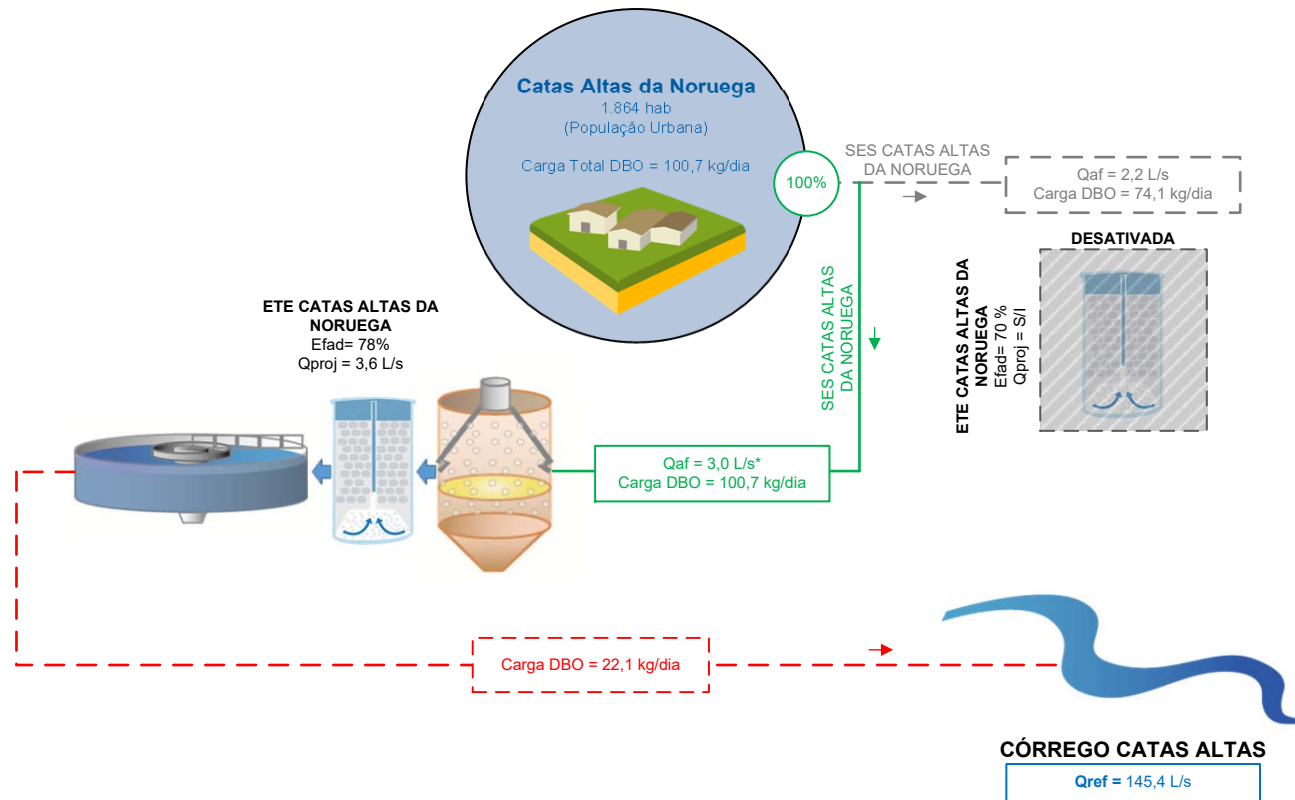 Catas Altas da Noruega
1.864 hab
(População Urbana)
Carga Total DBO = 100,7 kg/dia
100%
SES CATAS ALTAS
DA NORUEGA
Qaf = 2,2 L/s
Carga DBO = 74,1 kg/dia
DESATIVADA
ETE CATAS ALTAS DA
NORUEGA
Efad= 70 %
Qproj = S/I
SES CATAS ALTAS
DA NORUEGA
ETE CATAS ALTAS DA
NORUEGA
Efad= 78%
Qproj = 3,6 L/s
Qaf = 3,0 L/s*
Carga DBO = 100,7 kg/dia
Carga DBO = 22,1 kg/dia
CÓRREGO CATAS ALTAS
Qref = 145,4 L/s